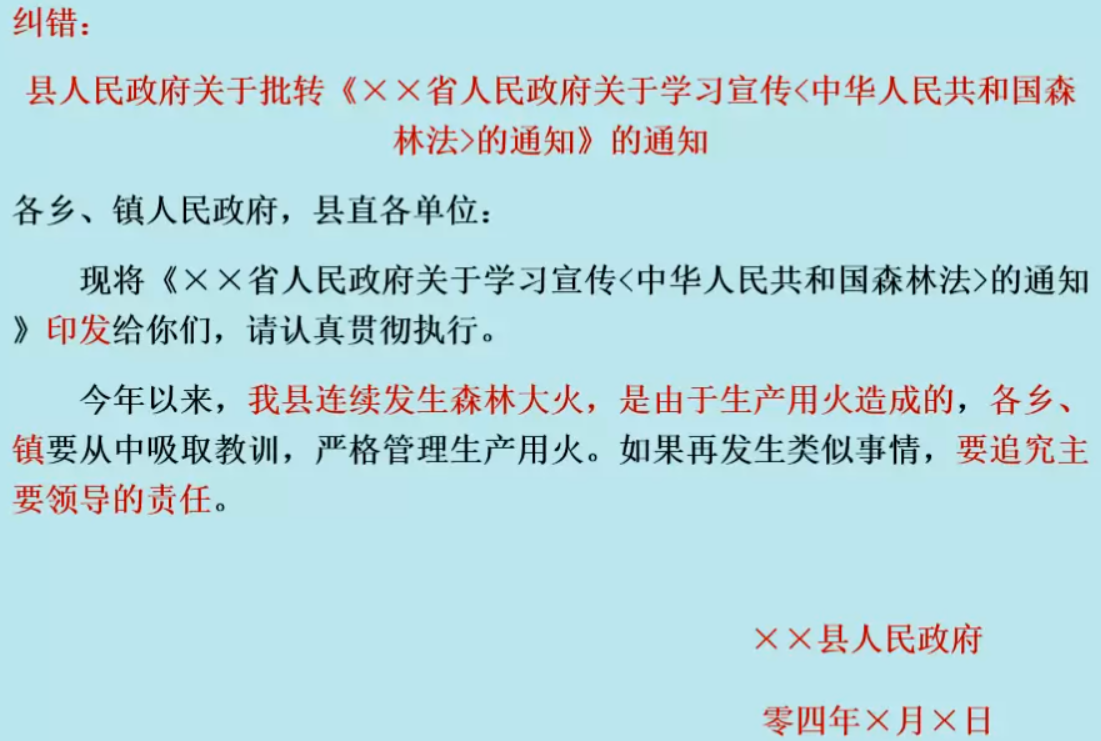 纠错：
县人民政府关于批转《××省人民政府关于学习宣传<中华人民共和国森
林法>的通知》的通知
各乡、镇人民政府，县直各单位：
现将《××省人民政府关于学习宣传<中华人民共和国森林法>的通知
》印发给你们，请认真贯彻执行。
今年以来，我县连续发生森林大火，是由于生产用火造成的，各乡、
镇要从中吸取教训，严格管理生产用火。如果再发生类似事情，要追究主
要领导的责任。
××县人民政府
零四年×月×日